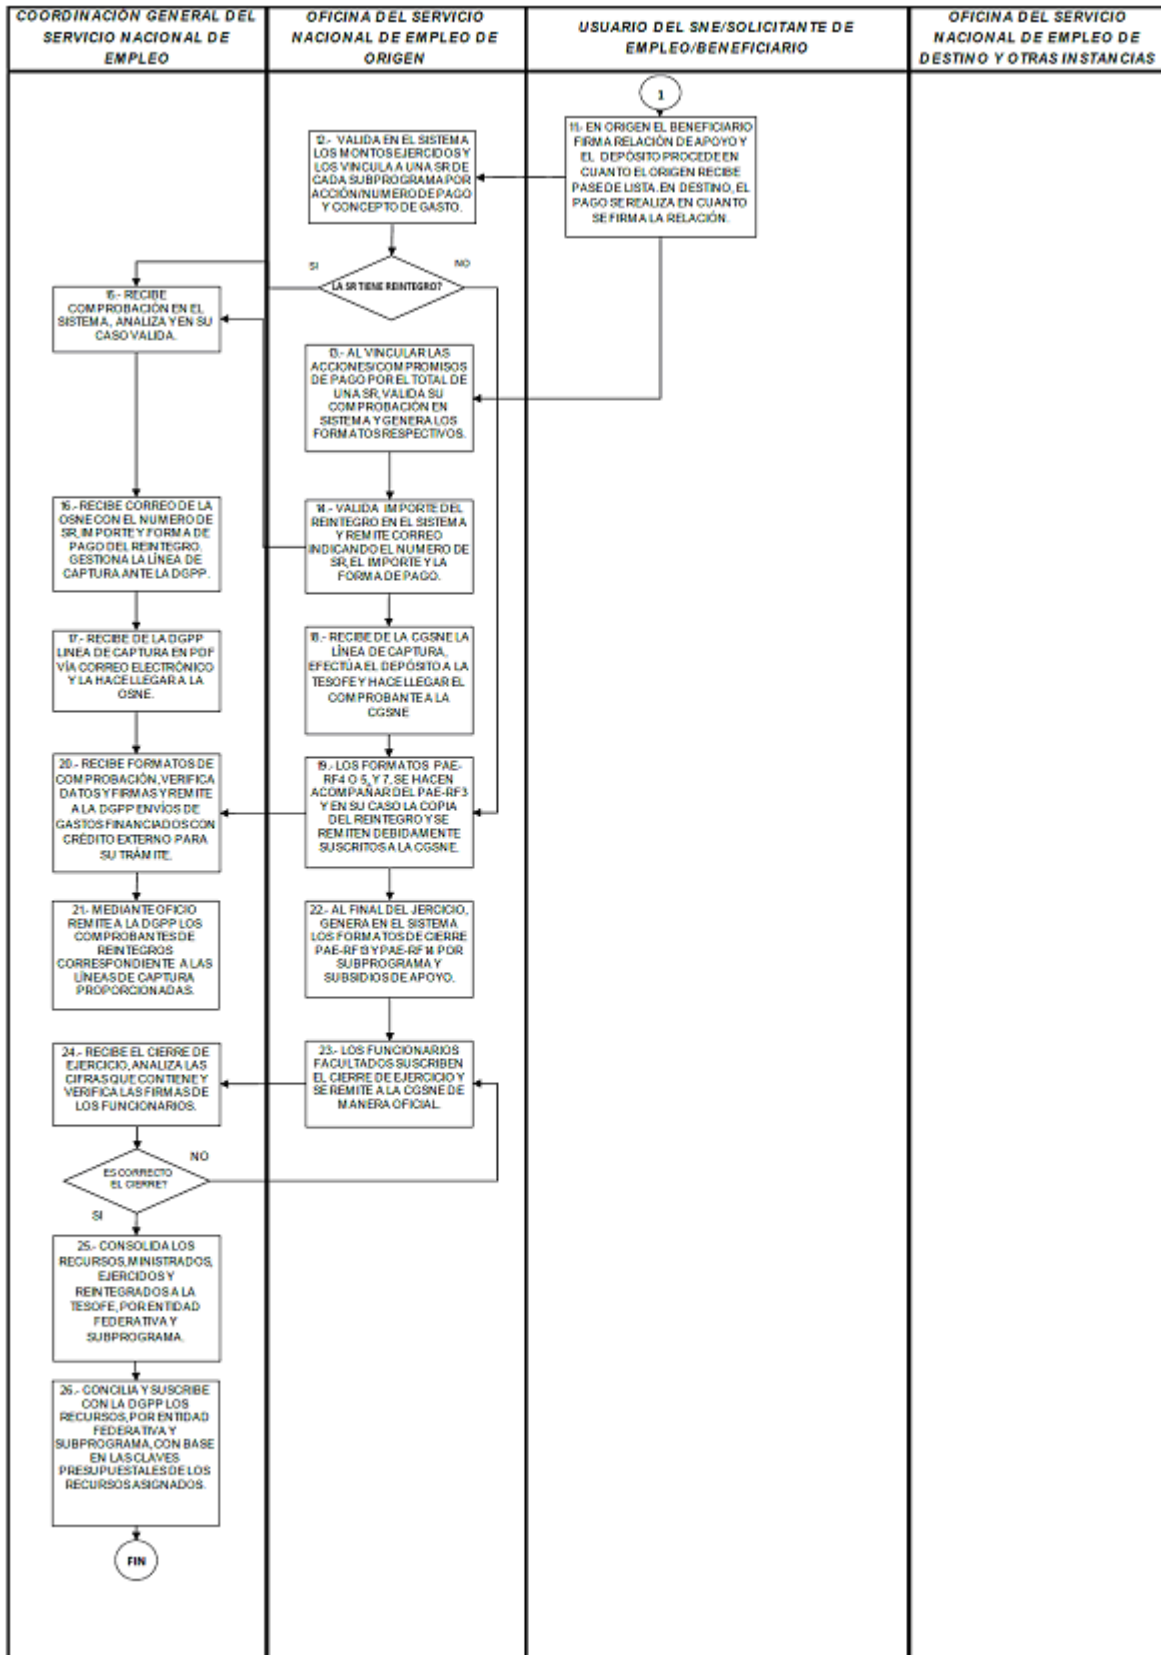 COORDINACIÓN GENERAL DEL
SERVICIO NACIONAL DE
EMPLEO
OFICINA DEL SERVICIO
NACIONAL DE EMPLEO DE
ORIGEN
USUARIO DEL SNE/SOLICITANTE DE
EMPLEO/BENEFICIARIO
OFICINA DEL SERVICIO
NACIONAL DE EMPLEO DE
DESTINO Y OTRAS INSTANCIAS
1
11.- EN ORIGEN EL BENEFICIARIO
FIRMA RELACIÓN DE APOYO Y
EL DEPÓSITO PROCEDE EN
CUANTO EL ORIGEN RECIBE
PASE DE LISTA. EN DESTINO, EL
PAGO SE REALIZA EN CUANTO
SE FIRMA LA RELACIÓN.
12.- VALIDA EN EL SISTEMA
LOS MONTOS EJERCIDOS Y
LOS VINCULA A UNA SR DE
CADA SUBPROGRAMA POR
ACCIÓN/NUMERO DE PAGO
Y CONCEPTO DE GASTO.
SI
LA SR TIENE REINTEGRO?
NO
15.- RECIBE
COMPROBACIÓN EN EL
SISTEMA, ANALIZA Y EN SU
CASO VALIDA.
13.- AL VINCULAR LAS
ACCIONES/COMPROMISOS
DE PAGO POR EL TOTAL DE
UNA SR, VALIDA SU
COMPROBACIÓN EN
SISTEMA Y GENERA LOS
FORMATOS RESPECTIVOS.
16.- RECIBE CORREO DE LA
OSNE CON EL NUMERO DE
SR, IMPORTE Y FORMA DE
PAGO DEL REINTEGRO.
GESTIONA LA LÍNEA DE
CAPTURA ANTE LA DGPP.
14.- VALIDA IMPORTE DEL
REINTEGRO EN EL SISTEMA
Y REMITE CORREO
INDICANDO EL NUMERO DE
SR, EL IMPORTE Y LA
FORMA DE PAGO.
17.- RECIBE DE LA DGPP
LINEA DE CAPTURA EN PDF
VÍA CORREO ELECTRÓNICO
Y LA HACE LLEGAR A LA
OSNE.
18.- RECIBE DE LA CGSNE LA
LÍNEA DE CAPTURA,
EFECTÚA EL DEPÓSITO A LA
TESOFE Y HACE LLEGAR EL
COMPROBANTE A LA
CGSNE
20.- RECIBE FORMATOS DE
COMPROBACIÓN, VERIFICA
DATOS Y FIRMAS Y REMITE
A LA DGPP ENVÍOS DE
GASTOS FINANCIADOS CON
CRÉDITO EXTERNO PARA
SU TRÁMITE.
19.- LOS FORMATOS PAE-
RF4 O 5, Y 7, SE HACEN
ACOMPAÑAR DEL PAE-RF3
Y EN SU CASO LA COPIA
DEL REINTEGRO Y SE
REMITEN DEBIDAMENTE
SUSCRITOS A LA CGSNE.
21.- MEDIANTE OFICIO
REMITE A LA DGPP LOS
COMPROBANTES DE
REINTEGROS
CORRESPONDIENTE A LAS
LÍNEAS DE CAPTURA
PROPORCIONADAS.
22.- AL FINAL DEL JERCICIO,
GENERA EN EL SISTEMA
LOS FORMATOS DE CIERRE
PAE-RF13 Y PAE-RF14 POR
SUBPROGRAMA Y
SUBSIDIOS DE APOYO.
24.- RECIBE EL CIERRE DE
EJERCICIO, ANALIZA LAS
CIFRAS QUE CONTIENE Y
VERIFICA LAS FIRMAS DE
LOS FUNCIONARIOS.
23.- LOS FUNCIONARIOS
FACULTADOS SUSCRIBEN
EL CIERRE DE EJERCICIO Y
SE REMITE A LA CGSNE DE
MANERA OFICIAL.
NO
ES CORRECTO
EL CIERRE?
SI
25.- CONSOLIDA LOS
RECURSOS, MINISTRADOS,
EJERCIDOS Y
REINTEGRADOS A LA
TESOFE, POR ENTIDAD
FEDERATIVA Y
SUBPROGRAMA.
26.- CONCILIA Y SUSCRIBE
CON LA DGPP LOS
RECURSOS, POR ENTIDAD
FEDERATIVA Y
SUBPROGRAMA, CON BASE
EN LAS CLAVES
PRESUPUESTALES DE LOS
RECURSOS ASIGNADOS.
FIN